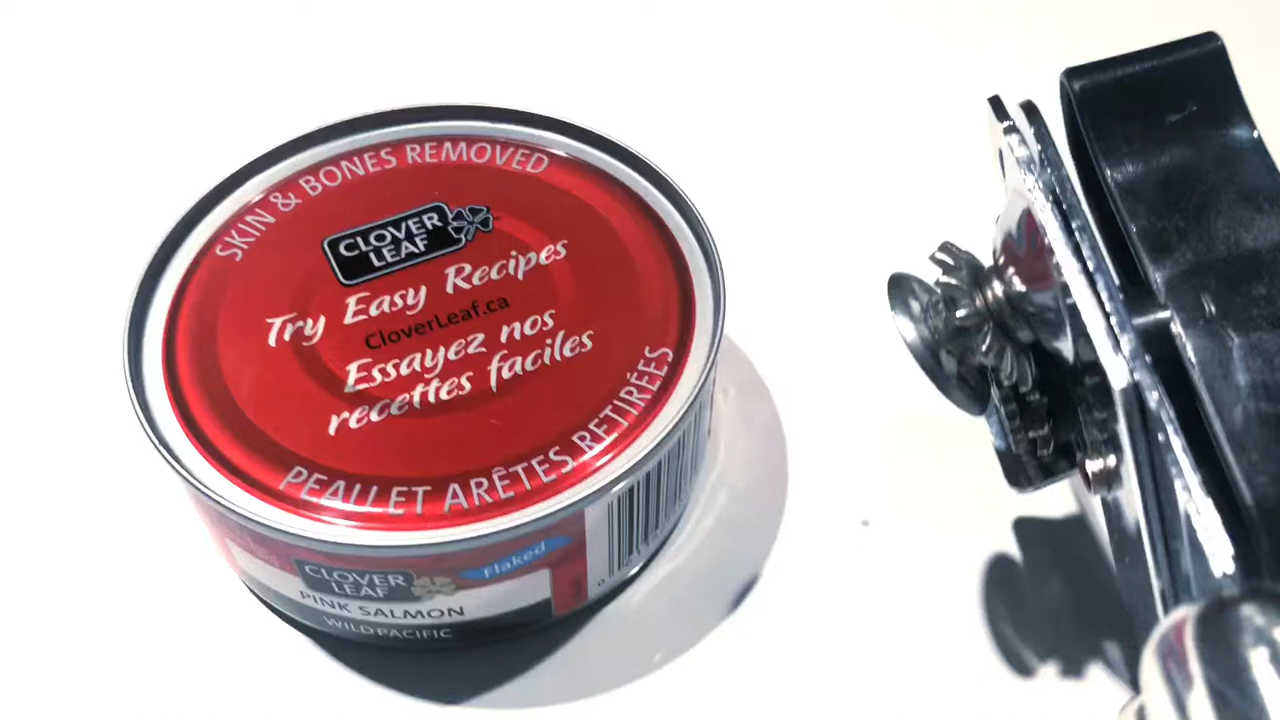 SKIN & BONES REMOVED
CLOVER
LEAF
Try Easy Recipes
CloverLeaf.ca
Essayez nos
recettes faciles
PEAU ET ARÊTES RETIRÉES
CLOVER
LEAF
Flaked
PINK SALMON
WILD PACIFIC
0